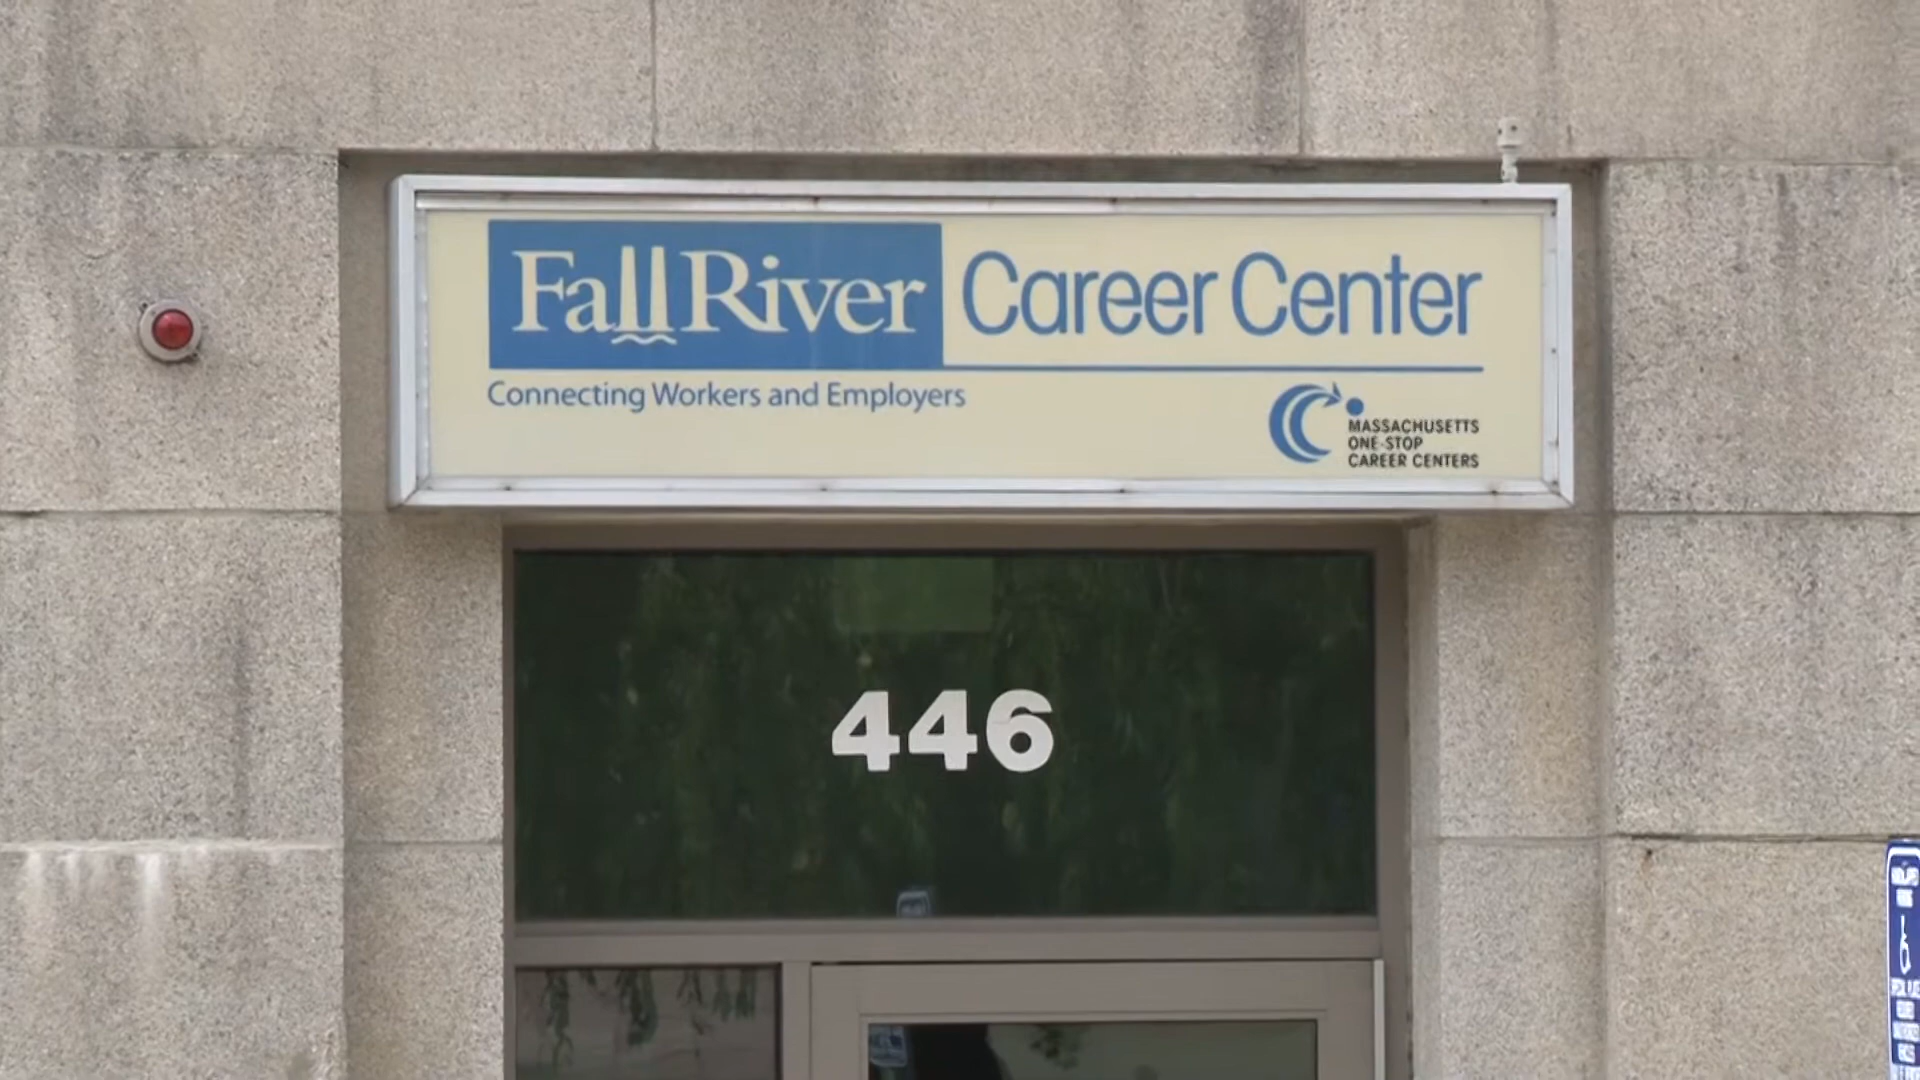 Fall River Career Center
Connecting Workers and Employers
MASSACHUSETTS
ONE-STOP
CAREER CENTERS
446